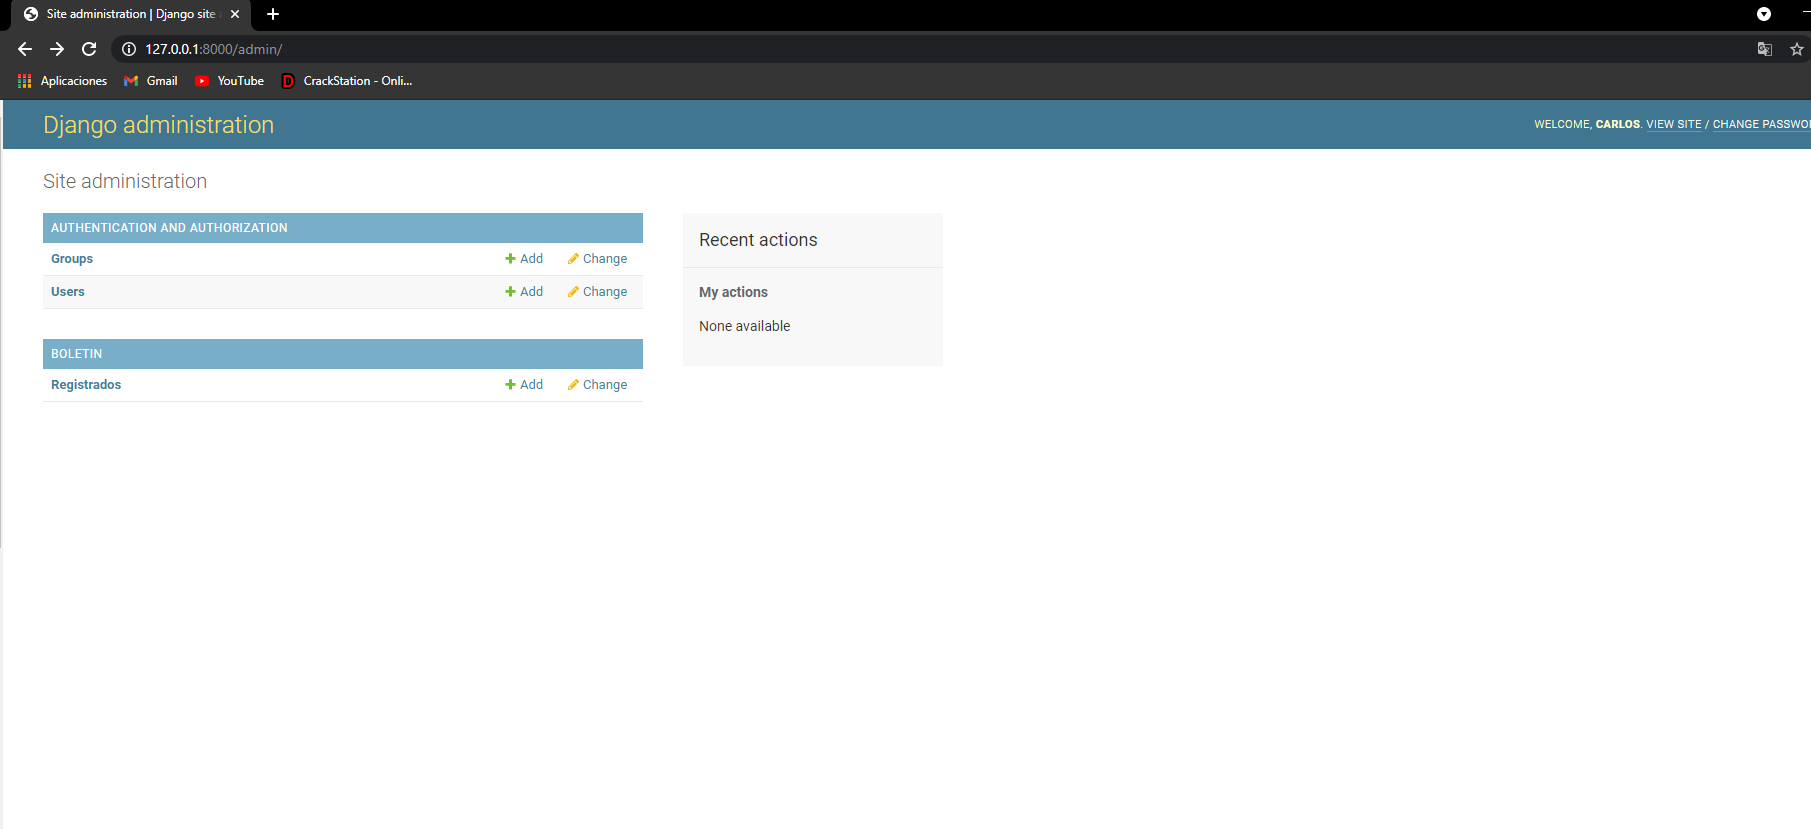 Site administration | Django site
127.0.0.1:8000/admin/
Aplicaciones Gmail YouTube CrackStation - Onli...
Django administration
WELCOME, CARLOS. VIEW SITE / CHANGE PASSWO
Site administration
AUTHENTICATION AND AUTHORIZATION
Groups Add Change
Users Add Change
BOLETIN
Registrados Add Change
Recent actions
My actions
None available